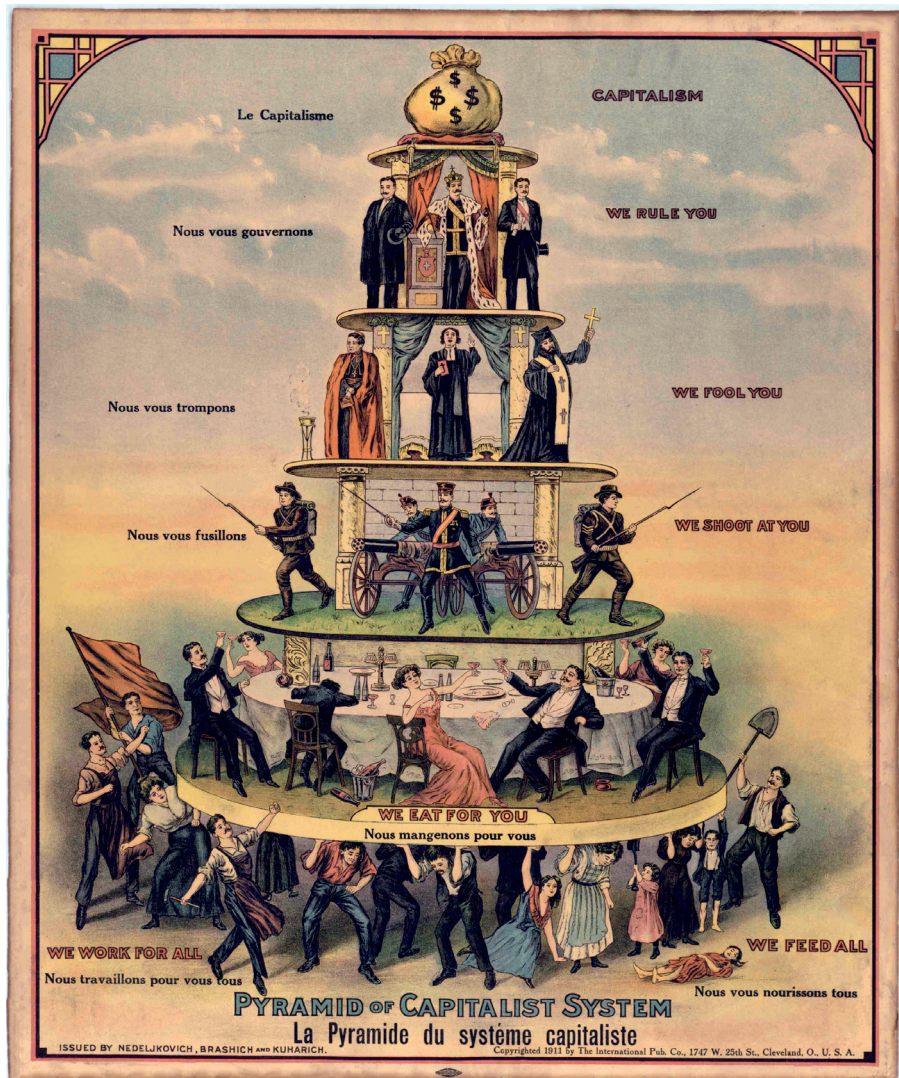 $ $ $ $
Le Capitalisme
CAPITALISM
Nous vous gouvernons
WE RULE YOU
Nous vous trompons
WE FOOL YOU
Nous vous fusillons
WE SHOOT AT YOU
WE EAT FOR YOU
Nous mangenons pour vous
WE WORK FOR ALL
Nous travaillons pour vous tous
WE FEED ALL
Nous vous nourissons tous
PYRAMID OF CAPITALIST SYSTEM
La Pyramide du système capitaliste
ISSUED BY NEDELJKOVICH, BRASHICH AND KUHARICH.
Copyrighted 1911 by The International Pub. Co., 1747 W. 25th St., Cleveland, O., U. S. A.